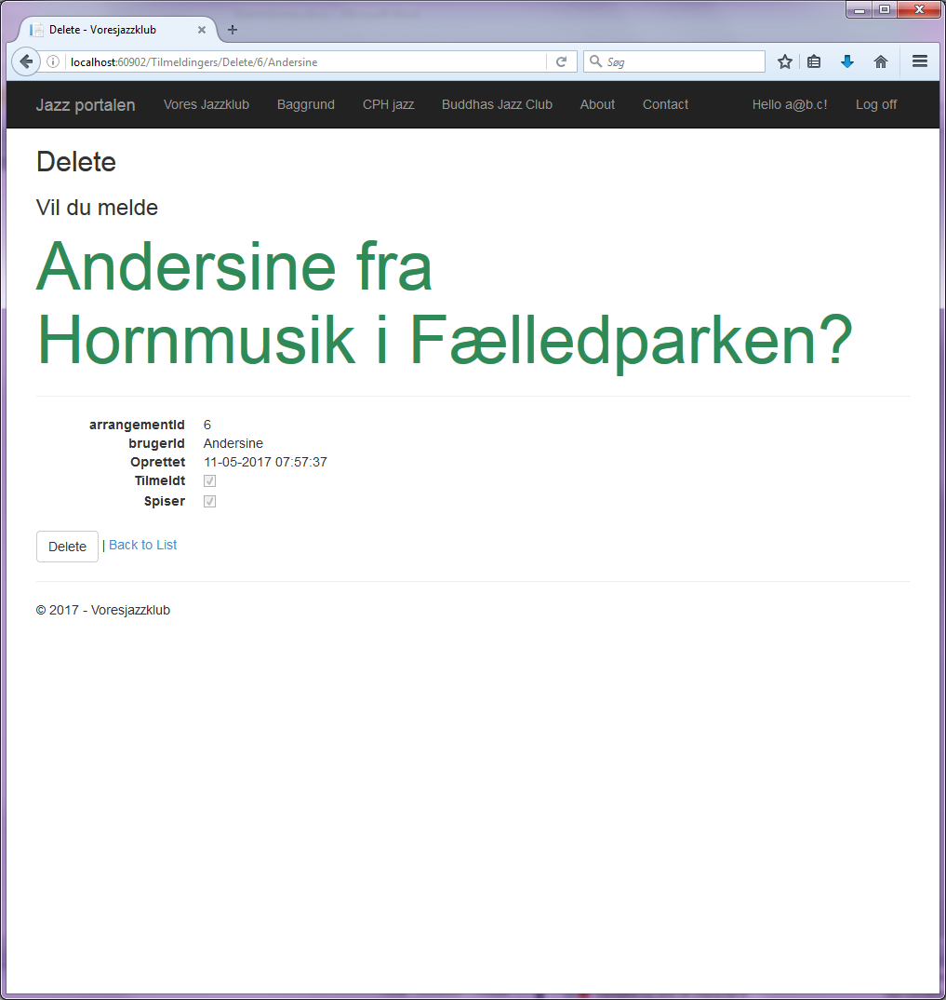 Delete - Voresjazzklub
localhost:60902/Tilmeldingers/Delete/6/Andersine
Søg
Jazz portalen Vores Jazzklub Baggrund CPH jazz Buddhas Jazz Club About Contact Hello a@b.c! Log off
Delete
Vil du melde
Andersine fra
Hornmusik i Fælledparken?
arrangementId 6
brugerId Andersine
Oprettet 11-05-2017 07:57:37
Tilmeldt
Spiser
Delete | Back to List
© 2017 - Voresjazzklub